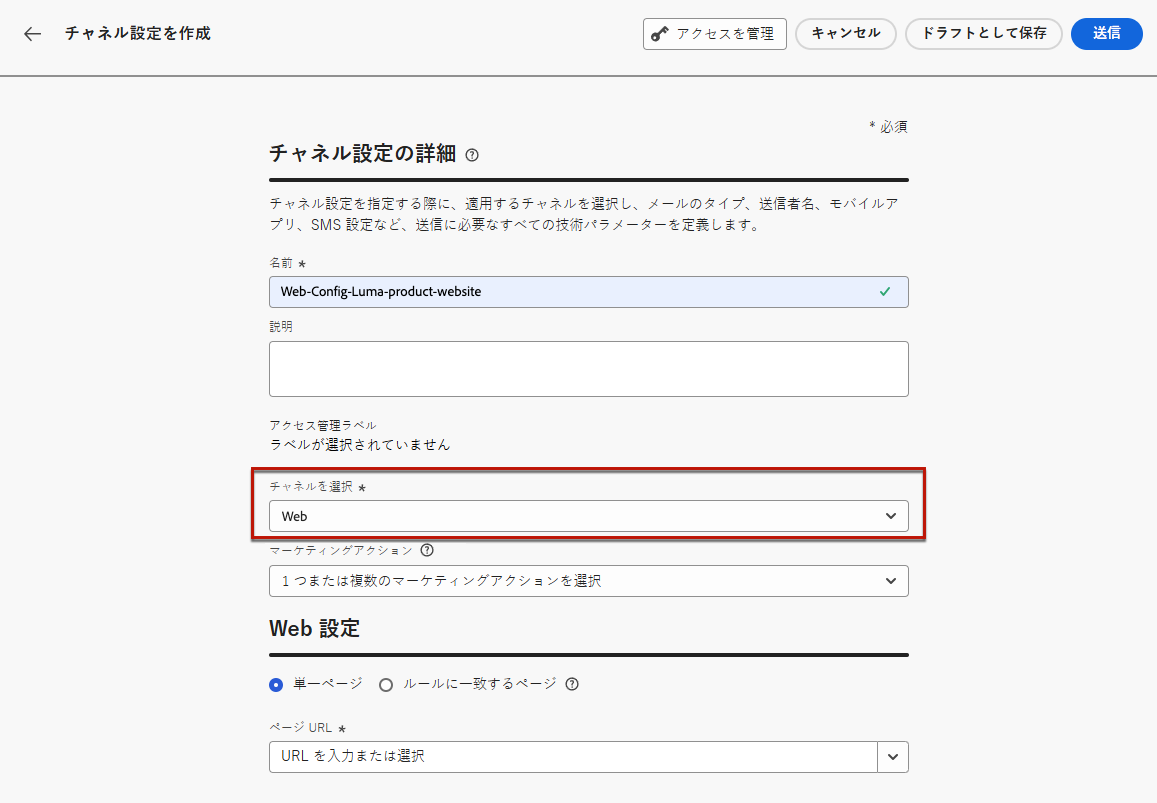 チャネル設定を作成
アクセスを管理
キャンセル
ドラフトとして保存
送信
* 必須
チャネル設定の詳細
チャネル設定を指定する際に、適用するチャネルを選択し、メールのタイプ、送信者名、モバイルア
プリ、SMS 設定など、送信に必要なすべての技術パラメーターを定義します。
名前 *
Web-Config-Luma-product-website
説明
アクセス管理ラベル
ラベルが選択されていません
チャネルを選択 *
Web
マーケティングアクション
1 つまたは複数のマーケティングアクションを選択
Web 設定
単一ページ ルールに一致するページ
ページ URL *
URL を入力または選択